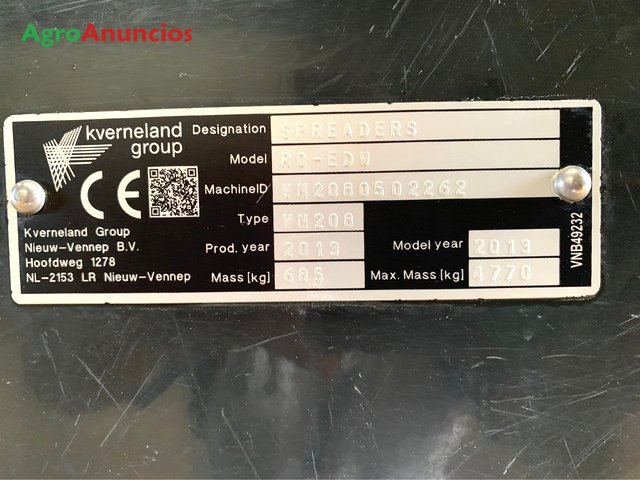 AgroAnuncios
kverneland
group
CE
Designation SPREADERS
Model RO-EDW
MachineID VN2080502262
Type VN208
Prod. year 2013 Model year 2013
Mass [kg] 685 Max. Mass [kg] 4770
Kverneland Group
Nieuw-Vennep B.V.
Hoofdweg 1278
NL-2153 LR Nieuw-Vennep
VNB49232